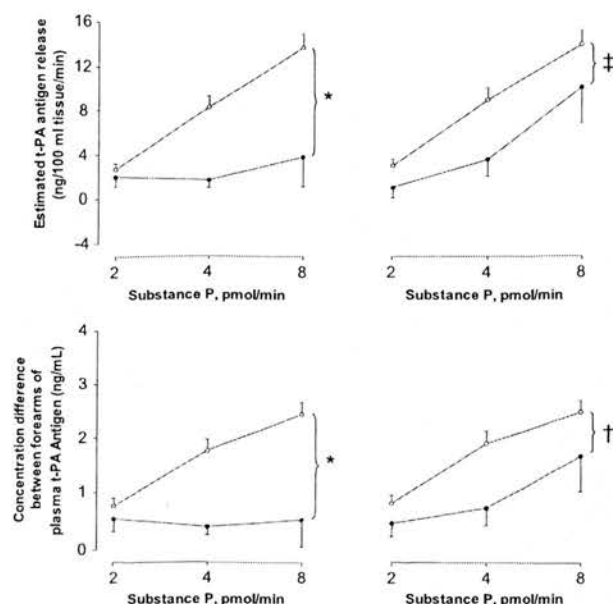 Estimated t-PA antigen release
(ng/100 ml tissue/min)
16
12
8
4
0
-4
*
2 4 8
Substance P, pmol/min
‡
2 4 8
Substance P, pmol/min
Concentration difference
between forearms of
plasma t-PA Antigen (ng/mL)
4
3
2
1
0
*
2 4 8
Substance P, pmol/min
†
2 4 8
Substance P, pmol/min